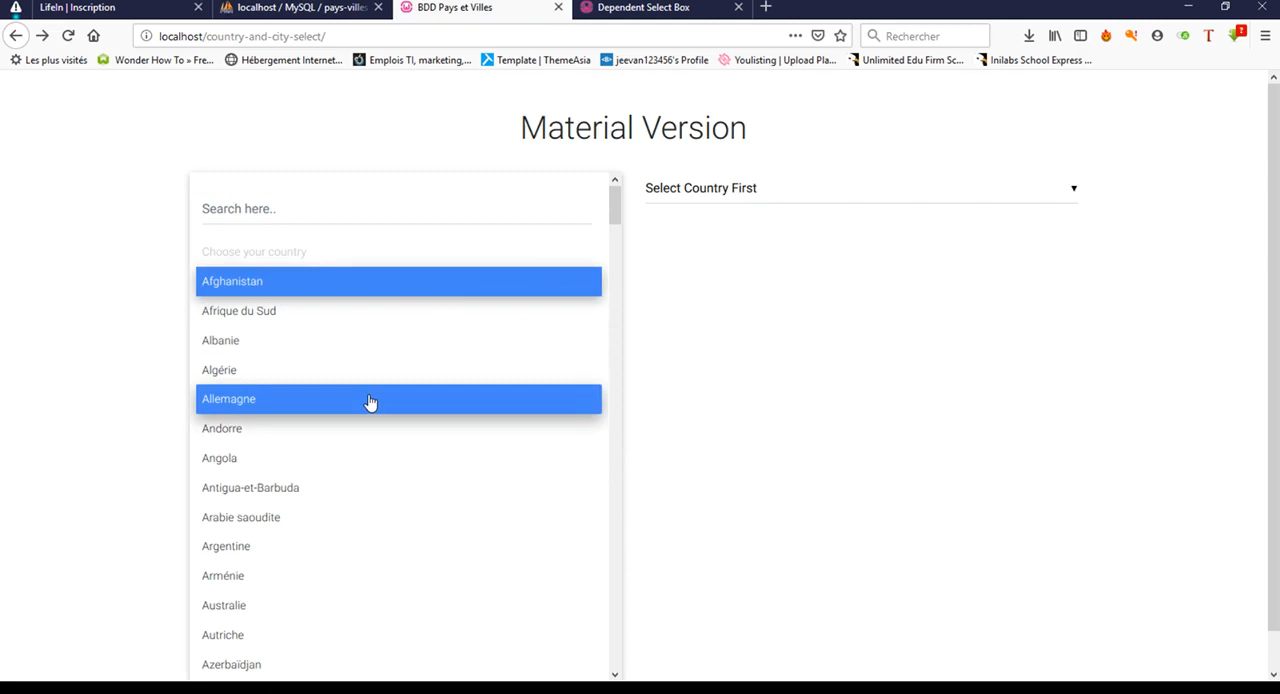 LifeIn | Inscription
localhost / MySQL / pays-villes
BDD Pays et Villes
Dependent Select Box
localhost/country-and-city-select/
Rechercher
Les plus visités
Wonder How To » Fre...
Hébergement Internet...
Emplois TI, marketing,...
Template | ThemeAsia
jeevan123456's Profile
Youlisting | Upload Pla...
Unlimited Edu Firm Sc...
Inilabs School Express ...
Material Version
Search here..
Choose your country
Afghanistan
Afrique du Sud
Albanie
Algérie
Allemagne
Andorre
Angola
Antigua-et-Barbuda
Arabie saoudite
Argentine
Arménie
Australie
Autriche
Azerbaïdjan
Select Country First